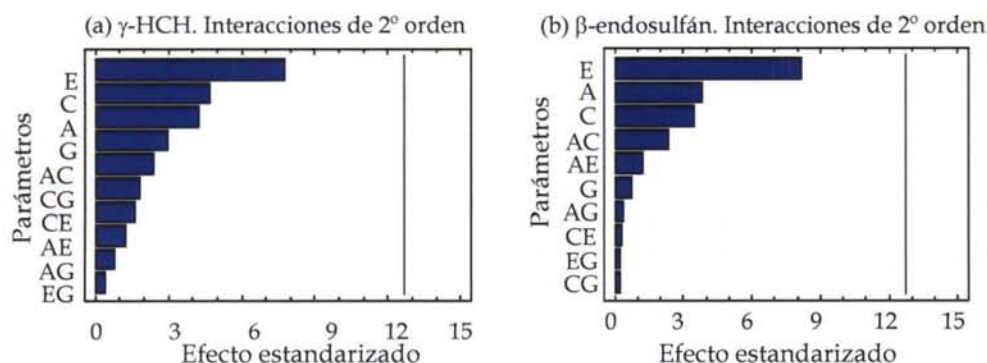 (a) γ-HCH. Interacciones de 2º orden
Parámetros
E
C
A
G
AC
CG
CE
AE
AG
EG
0 3 6 9 12 15
Efecto estandarizado
(b) β-endosulfán. Interacciones de 2º orden
Parámetros
E
A
C
AC
AE
G
AG
CE
EG
CG
0 3 6 9 12 15
Efecto estandarizado